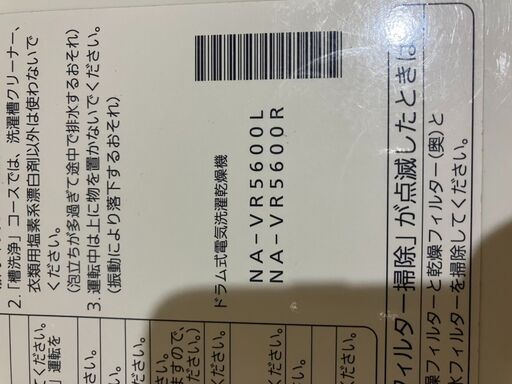 2.「槽洗浄」コースでは、洗濯槽クリーナー、
衣類用塩素系漂白剤以外は使わないで
ください。
(泡立ちが多過ぎて途中で排水するおそれ)
3.運転中は上に物を置かないでください。
(振動により落下するおそれ)
ドラム式電気洗濯乾燥機
NA-VR5600L
NA-VR5600R
ください。
運転を
い。
ください。
ますので、
ださい。)
い。
ください。
フィルター掃除」が点滅したときは
燥フィルターと乾燥フィルター(奥)と
フィルターを掃除してください。